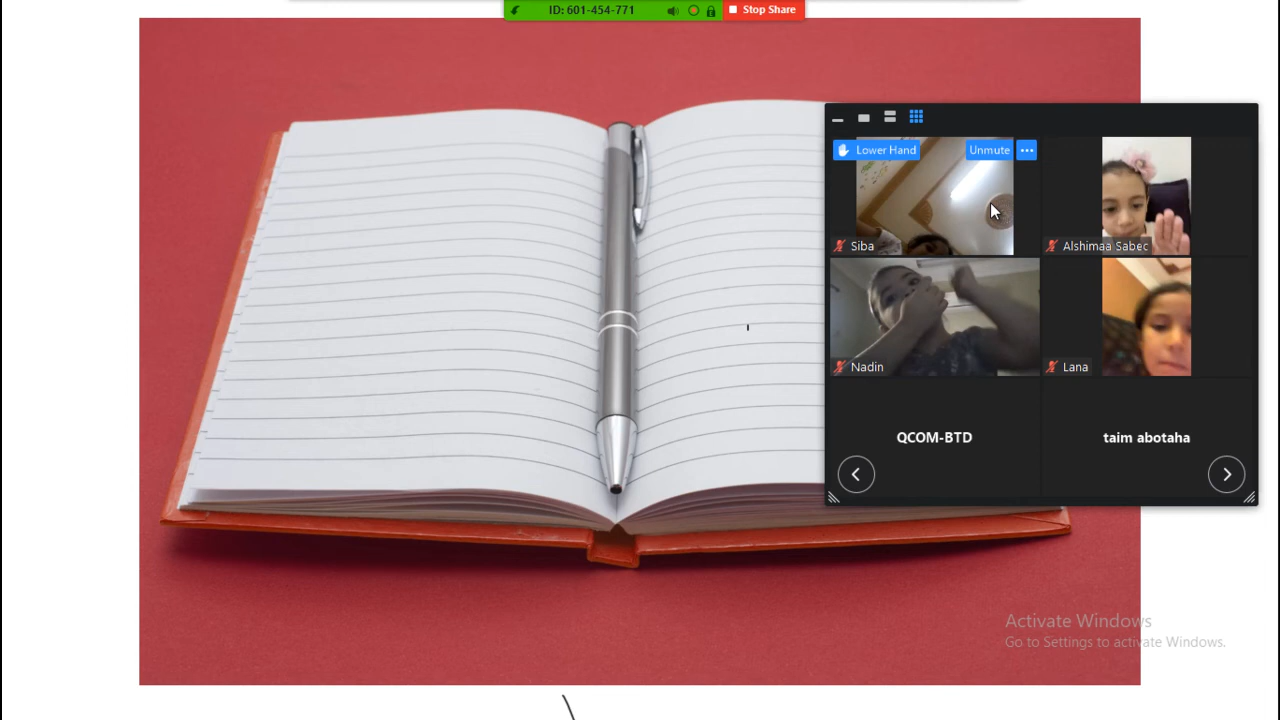 ID: 601-454-771
Stop Share
Lower Hand
Unmute
Siba
Alshimaa Sabec
Nadin
Lana
QCOM-BTD
taim abotaha
Activate Windows
Go to Settings to activate Windows.